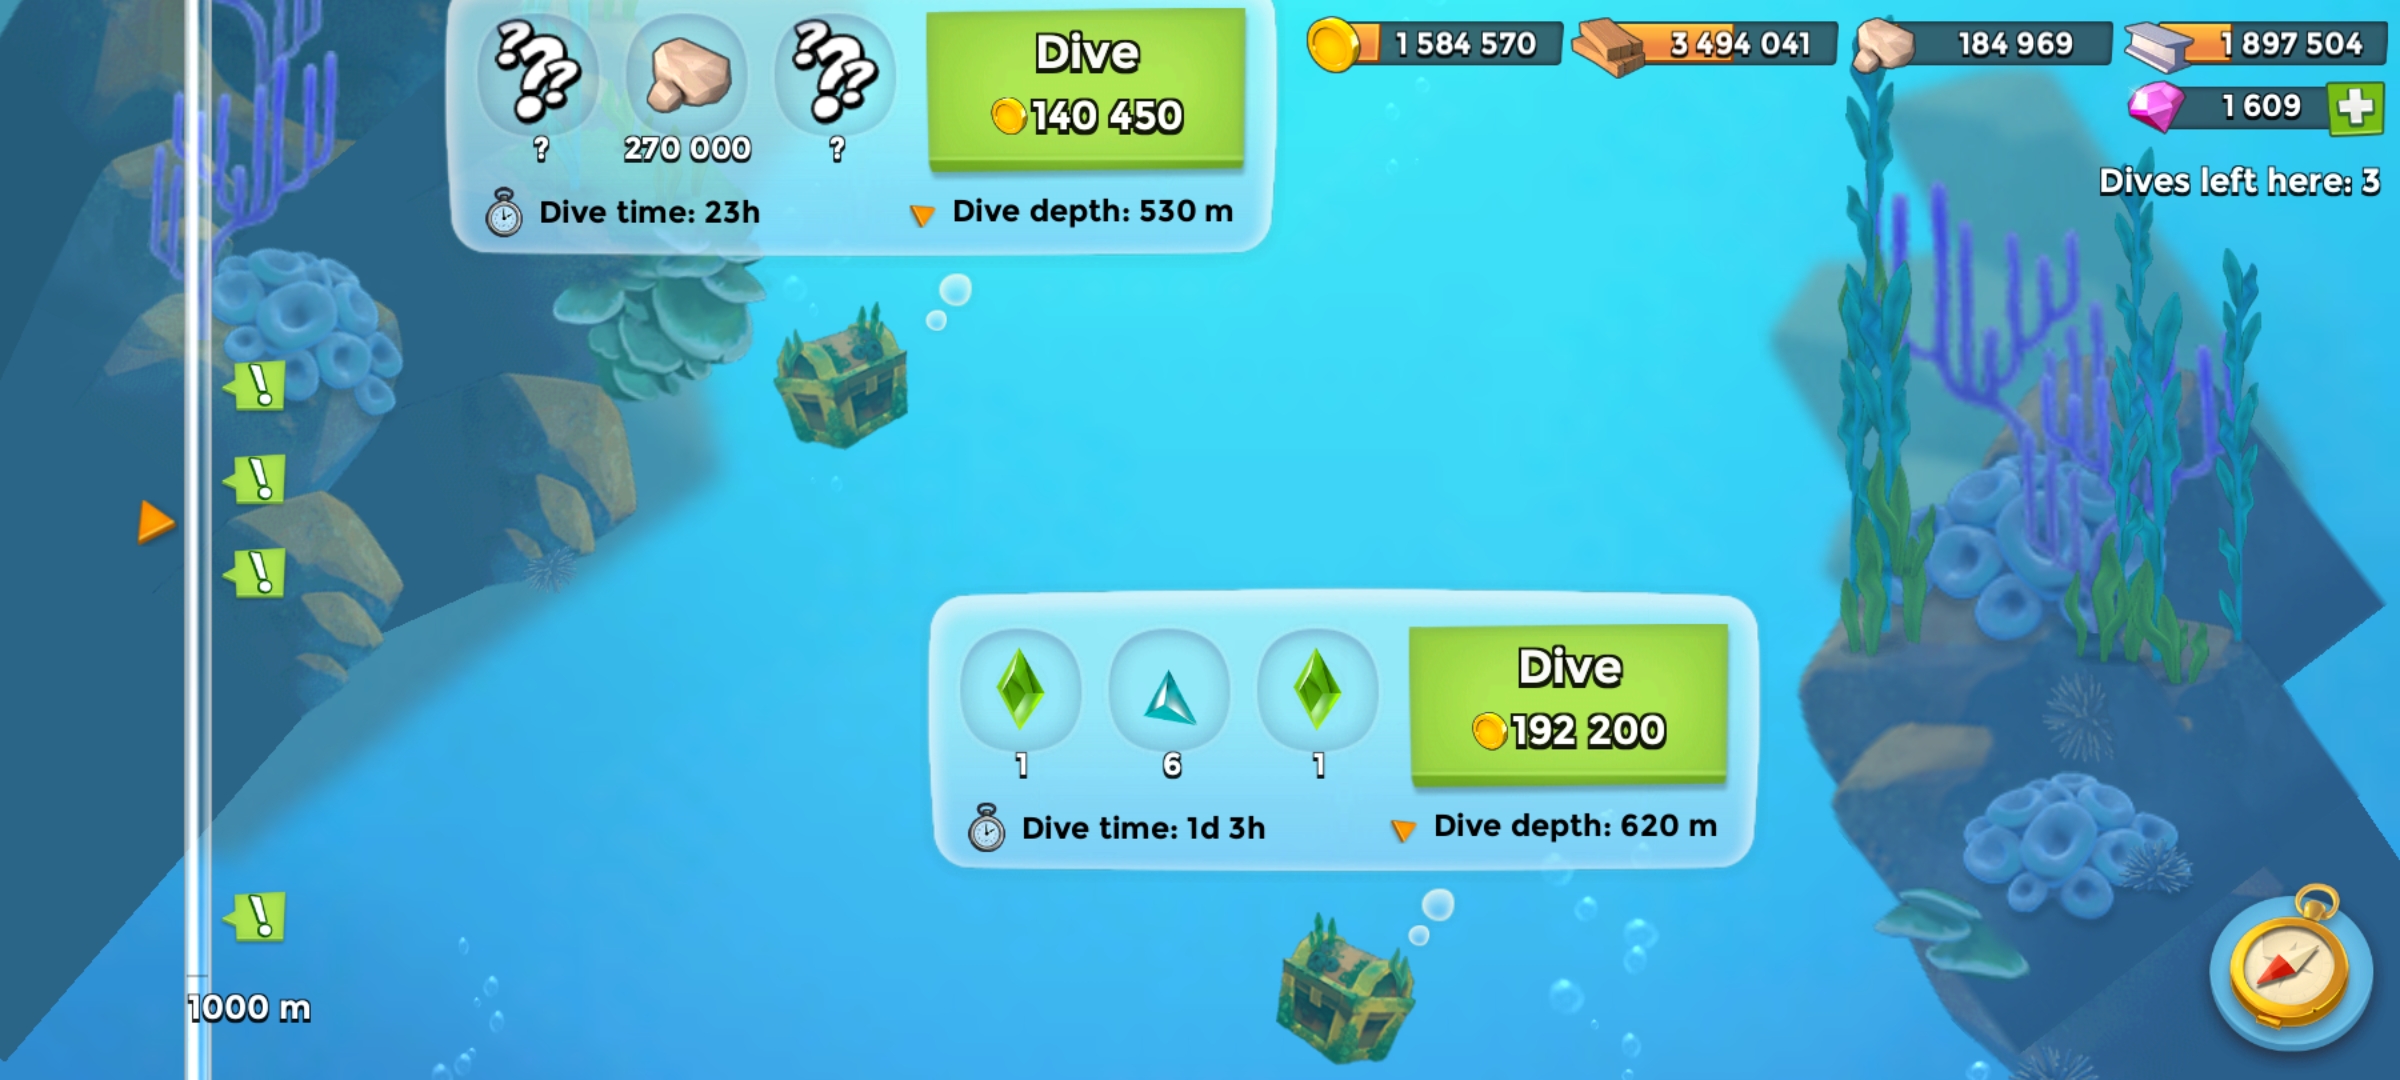 1 584 570
3 494 041
184 969
1 897 504
1 609
Dives left here: 3
?
270 000
?
Dive
140 450
Dive time: 23h
Dive depth: 530 m
!
!
!
!
1
6
1
Dive
192 200
Dive time: 1d 3h
Dive depth: 620 m
1000 m